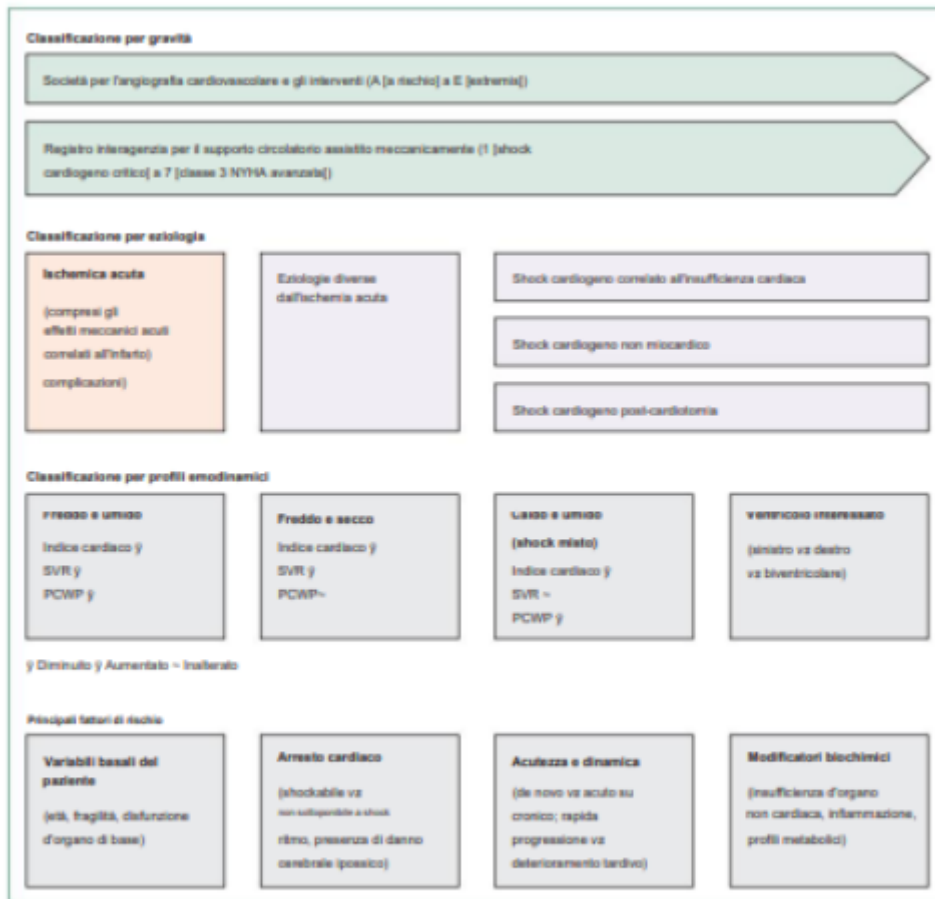 Classificazione per gravità
Società per l'angiografia cardiovascolare e gli interventi (A [a rischio] a E [estremis[)
Registro interagenzia per il supporto circolatorio assistito meccanicamente (1 [shock
cardiogeno critico[ a 7 [classe 3 NYHA avanzata[)
Classificazione per eziologia
Ischemica acuta
(compresi gli
effetti meccanici acuti
correlati all'infarto)
complicazioni)
Eziologie diverse
dall'ischemia acuta
Shock cardiogeno correlato all'insufficienza cardiaca
Shock cardiogeno non miocardico
Shock cardiogeno post-cardiotomia
Classificazione per profili emodinamici
Freddo e umido
Indice cardiaco ÿ
SVR ÿ
PCWP ÿ
Freddo e secco
Indice cardiaco ÿ
SVR ÿ
PCWP~
Caldo e umido
(shock misto)
Indice cardiaco ÿ
SVR ~
PCWP ÿ
Ventricolo interessato
(sinistro vs destro
vs biventricolare)
ÿ Diminuito ÿ Aumentato ~ Inalterato
Principali fattori di rischio
Variabili basali del
paziente
(età, fragilità, disfunzione
d'organo di base)
Arresto cardiaco
(shockabile vs
non sottoponibile a shock
ritmo, presenza di danno
cerebrale ipossico)
Acutezza e dinamica
(de novo vs acuto su
cronico; rapida
progressione vs
deterioramento tardivo)
Modificatori biochimici
(insufficienza d'organo
non cardiaca, infiammazione,
profili metabolici)